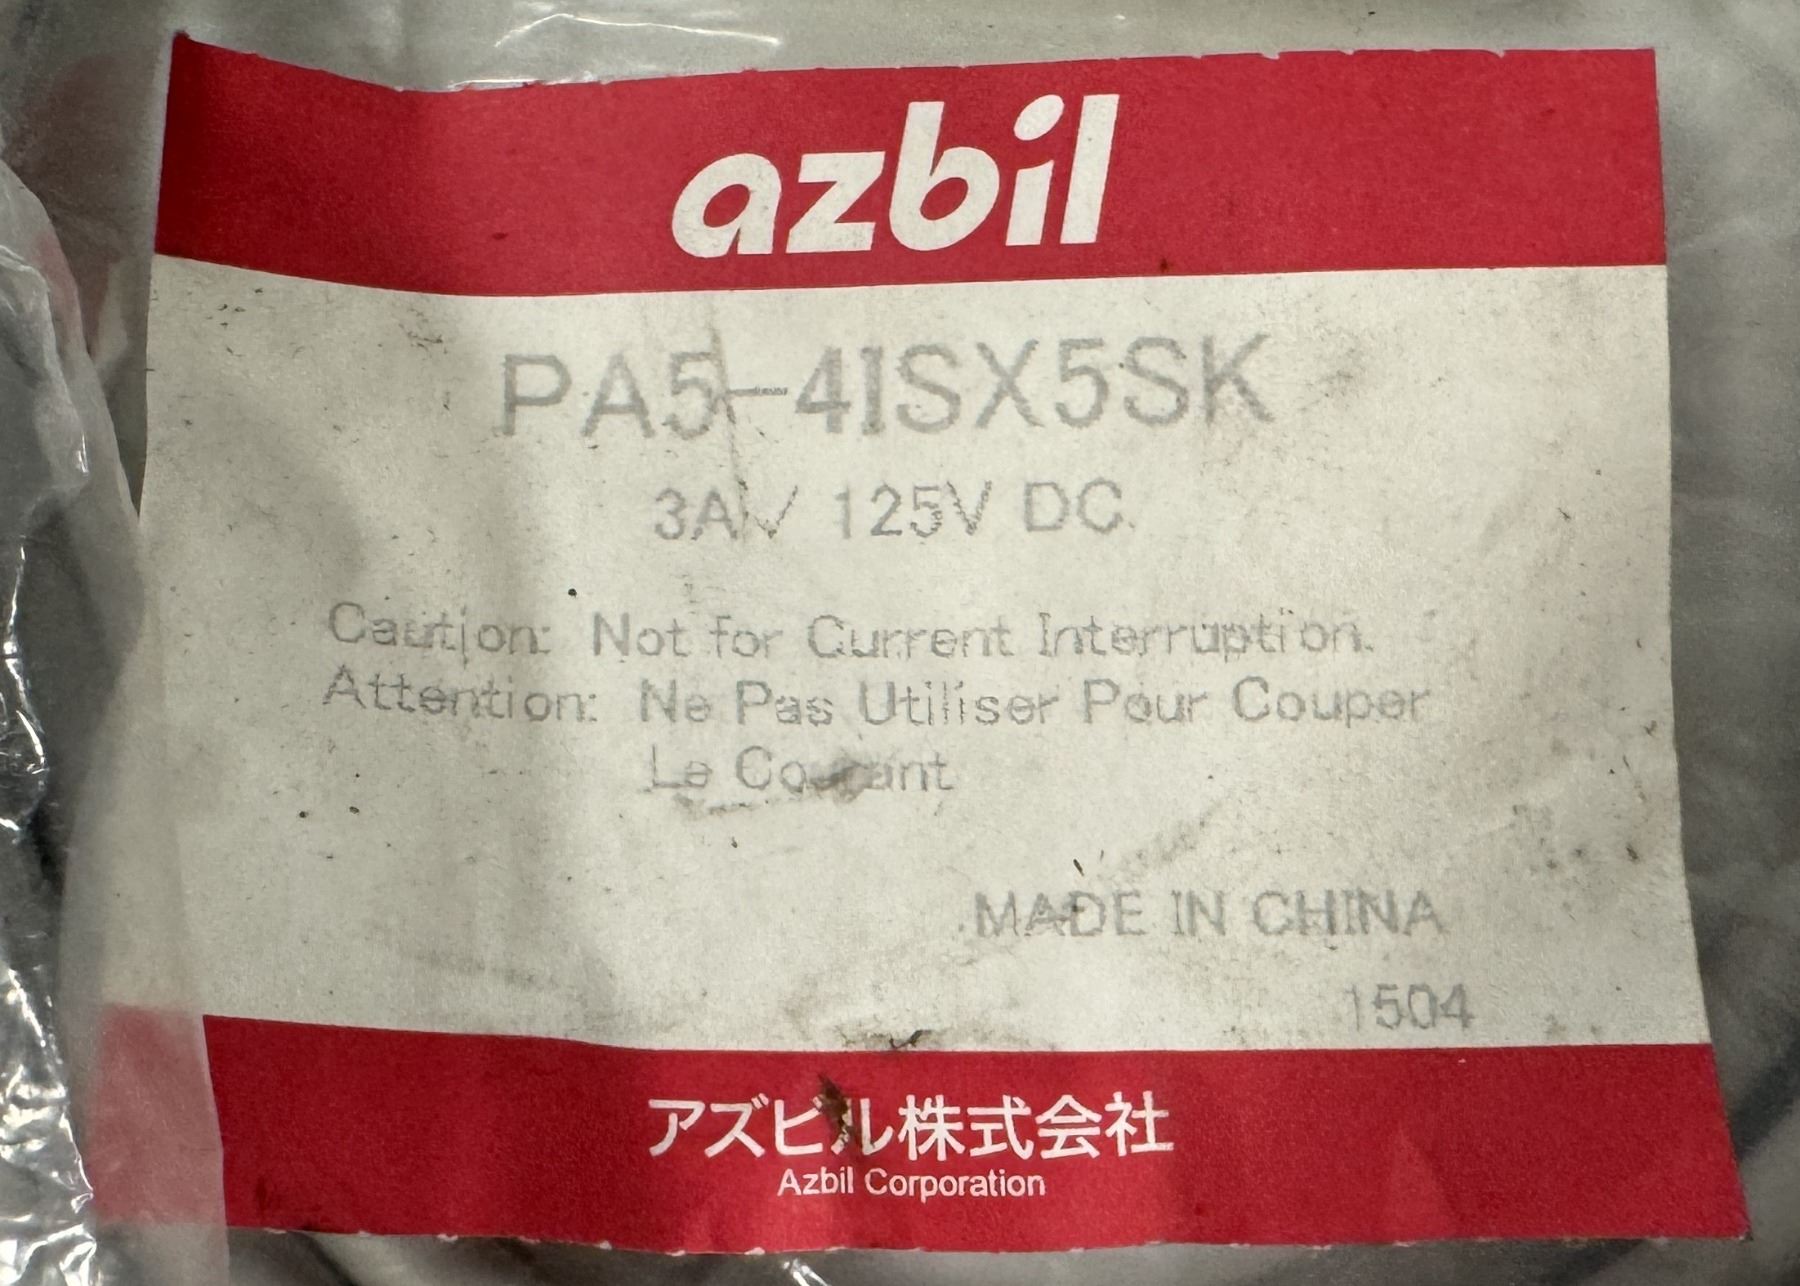 azbil
PA5-4ISX5SK
3A / 125V DC
Caution: Not for Current Interruption.
Attention: Ne Pas Utiliser Pour Couper
Le Courant
MADE IN CHINA
1504
アズビル株式会社
Azbil Corporation